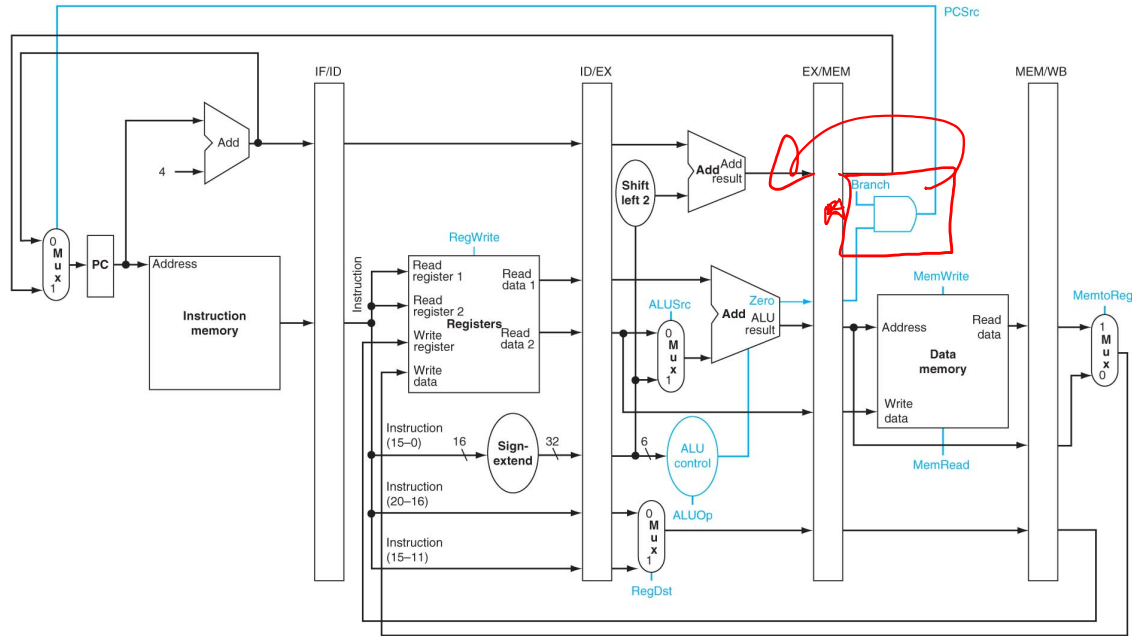 PCSrc
IF/ID
ID/EX
EX/MEM
MEM/WB
Add
4
Shift
left 2
Add
Add
result
Branch
0
M
u
x
1
PC
Address
Instruction
memory
Instruction
RegWrite
Read
register 1
Read
register 2
Write
register
Write
data
Registers
Read
data 1
Read
data 2
ALUSrc
0
M
u
x
1
Add
Zero
ALU
result
MemWrite
Address
Read
data
Data
memory
Write
data
MemRead
MemtoReg
1
M
u
x
0
Instruction
(15–0)
16
Sign-
extend
32
6
ALU
control
ALUOp
Instruction
(20–16)
Instruction
(15–11)
0
M
u
x
1
RegDst